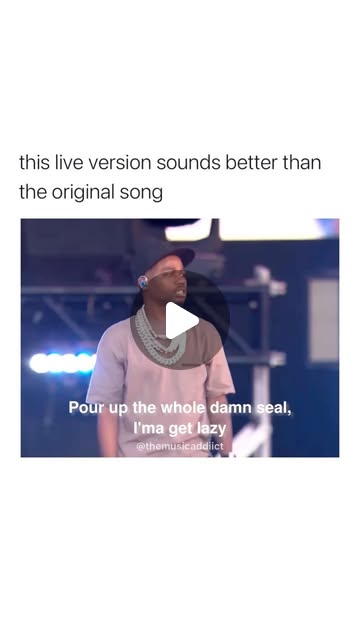 this live version sounds better than
the original song
Pour up the whole damn seal,
I'ma get lazy
@themusicaddiict